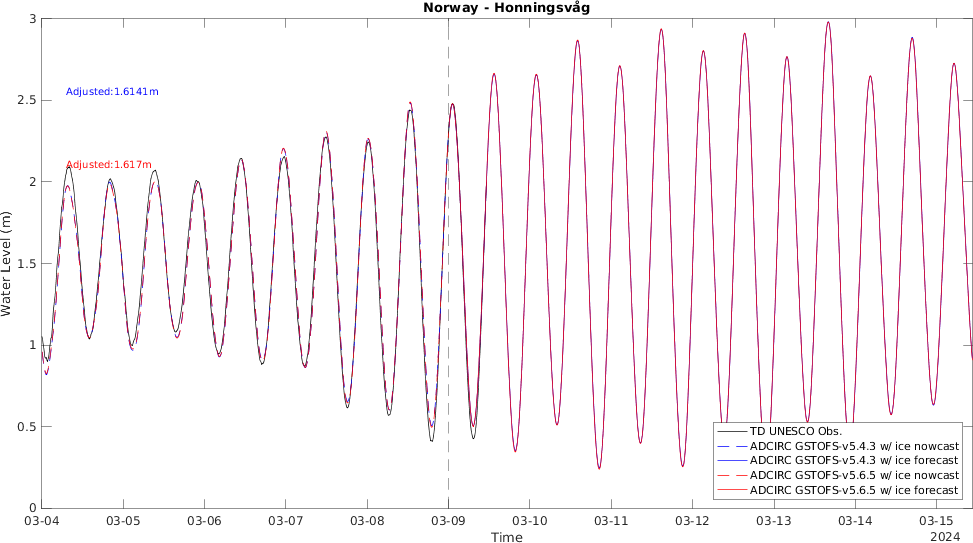 Norway - Honningsvåg
3
2.5
2
1.5
1
0.5
0
Water Level (m)
Adjusted:1.6141m
Adjusted:1.617m
TD UNESCO Obs.
ADCIRC GSTOFS-v5.4.3 w/ ice nowcast
ADCIRC GSTOFS-v5.4.3 w/ ice forecast
ADCIRC GSTOFS-v5.6.5 w/ ice nowcast
ADCIRC GSTOFS-v5.6.5 w/ ice forecast
03-04 03-05 03-06 03-07 03-08 03-09 03-10 03-11 03-12 03-13 03-14 03-15
Time
2024